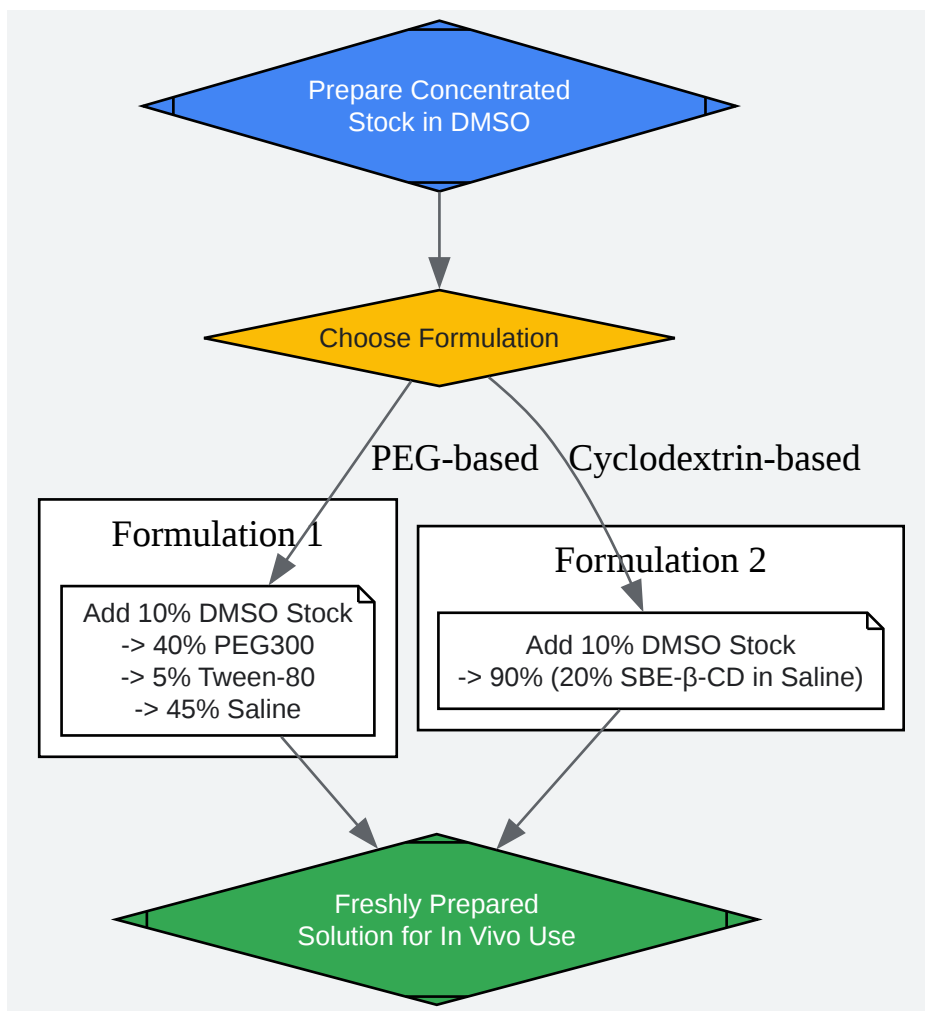 Prepare Concentrated
Stock in DMSO
Choose Formulation
PEG-based
Cyclodextrin-based
Formulation 1
Add 10% DMSO Stock
-> 40% PEG300
-> 5% Tween-80
-> 45% Saline
Formulation 2
Add 10% DMSO Stock
-> 90% (20% SBE-β-CD in Saline)
Freshly Prepared
Solution for In Vivo Use